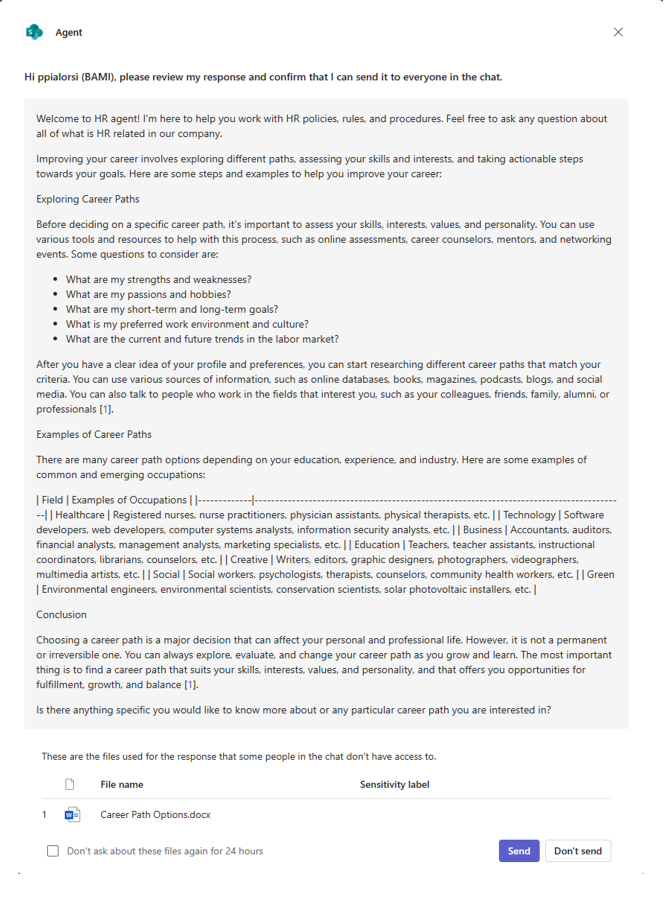 Agent
Hi ppialorsi (BAMI), please review my response and confirm that I can send it to everyone in the chat.
Welcome to HR agent! I'm here to help you work with HR policies, rules, and procedures. Feel free to ask any question about
all of what is HR related in our company.
Improving your career involves exploring different paths, assessing your skills and interests, and taking actionable steps
towards your goals. Here are some steps and examples to help you improve your career:
Exploring Career Paths
Before deciding on a specific career path, it's important to assess your skills, interests, values, and personality. You can use
various tools and resources to help with this process, such as online assessments, career counselors, mentors, and networking
events. Some questions to consider are:
• What are my strengths and weaknesses?
• What are my passions and hobbies?
• What are my short-term and long-term goals?
• What is my preferred work environment and culture?
• What are the current and future trends in the labor market?
After you have a clear idea of your profile and preferences, you can start researching different career paths that match your
criteria. You can use various sources of information, such as online databases, books, magazines, podcasts, blogs, and social
media. You can also talk to people who work in the fields that interest you, such as your colleagues, friends, family, alumni, or
professionals [1].
Examples of Career Paths
There are many career path options depending on your education, experience, and industry. Here are some examples of
common and emerging occupations:
| Field | Examples of Occupations | |-------------|---------------------------------------------------------------------------------------
--| | Healthcare | Registered nurses, nurse practitioners, physician assistants, physical therapists, etc. | | Technology | Software
developers, web developers, computer systems analysts, information security analysts, etc. | | Business | Accountants, auditors,
financial analysts, management analysts, marketing specialists, etc. | | Education | Teachers, teacher assistants, instructional
coordinators, librarians, counselors, etc. | | Creative | Writers, editors, graphic designers, photographers, videographers,
multimedia artists, etc. | | Social | Social workers, psychologists, therapists, counselors, community health workers, etc. | | Green
| Environmental engineers, environmental scientists, conservation scientists, solar photovoltaic installers, etc. |
Conclusion
Choosing a career path is a major decision that can affect your personal and professional life. However, it is not a permanent
or irreversible one. You can always explore, evaluate, and change your career path as you grow and learn. The most important
thing is to find a career path that suits your skills, interests, values, and personality, and that offers you opportunities for
fulfillment, growth, and balance [1].
Is there anything specific you would like to know more about or any particular career path you are interested in?
These are the files used for the response that some people in the chat don't have access to.
File name Sensitivity label
1 Career Path Options.docx
Don't ask about these files again for 24 hours
Send Don't send